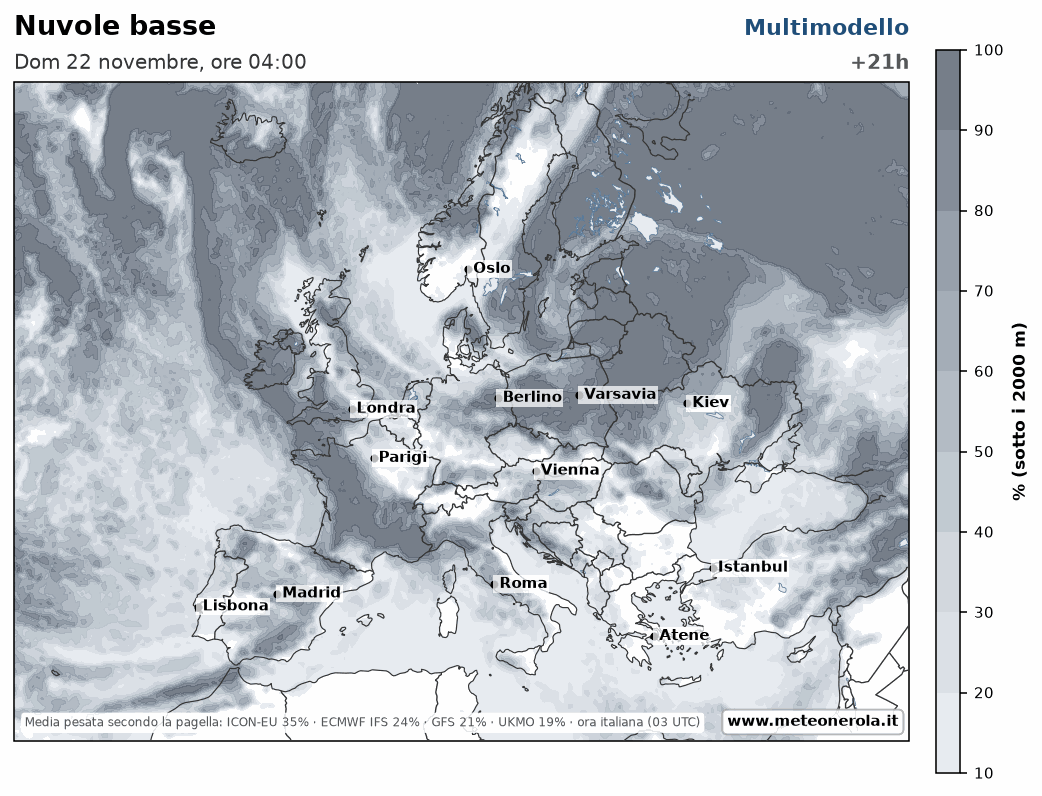 Nuvole basse
Multimodello
Dom 22 novembre, ore 04:00
+21h
100
90
80
70
60
50
40
30
20
10
% (sotto i 2000 m)
Oslo
Berlino
Varsavia
Kiev
Londra
Parigi
Vienna
Istanbul
Roma
Madrid
Lisbona
Atene
Media pesata secondo la pagella: ICON-EU 35% · ECMWF IFS 24% · GFS 21% · UKMO 19% · ora italiana (03 UTC)
www.meteonerola.it